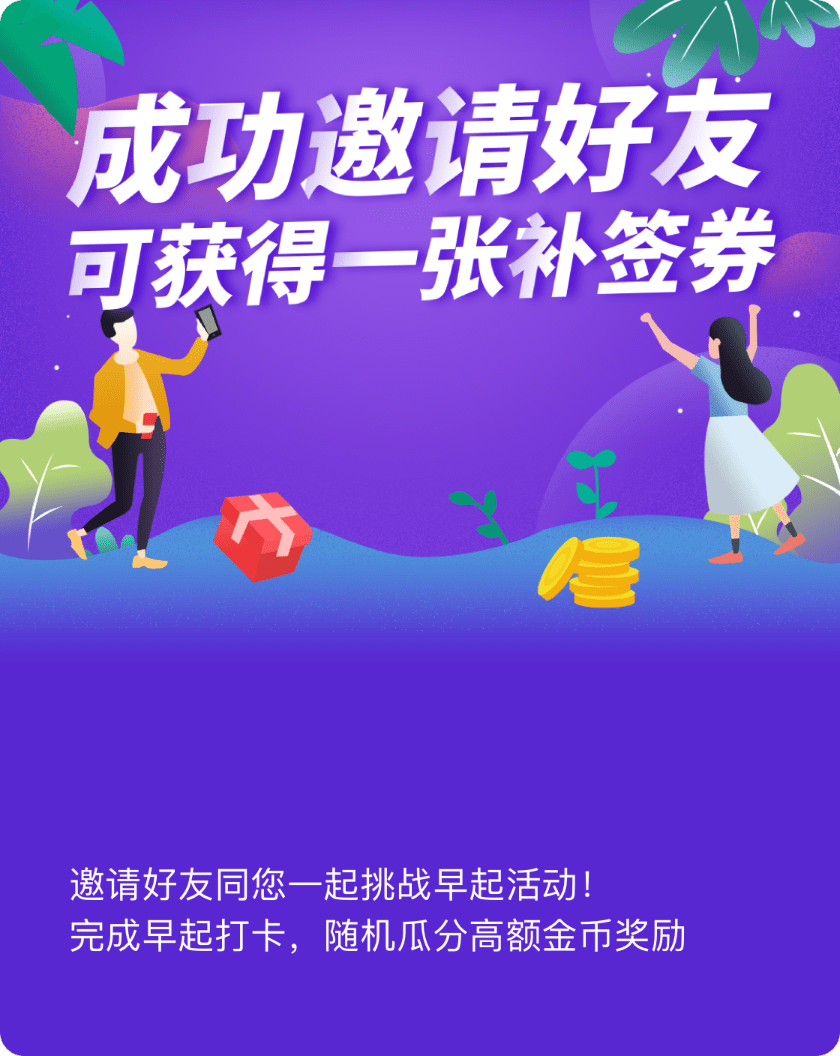 成功邀请好友
可获得一张补签券
邀请好友同您一起挑战早起活动！
完成早起打卡，随机瓜分高额金币奖励